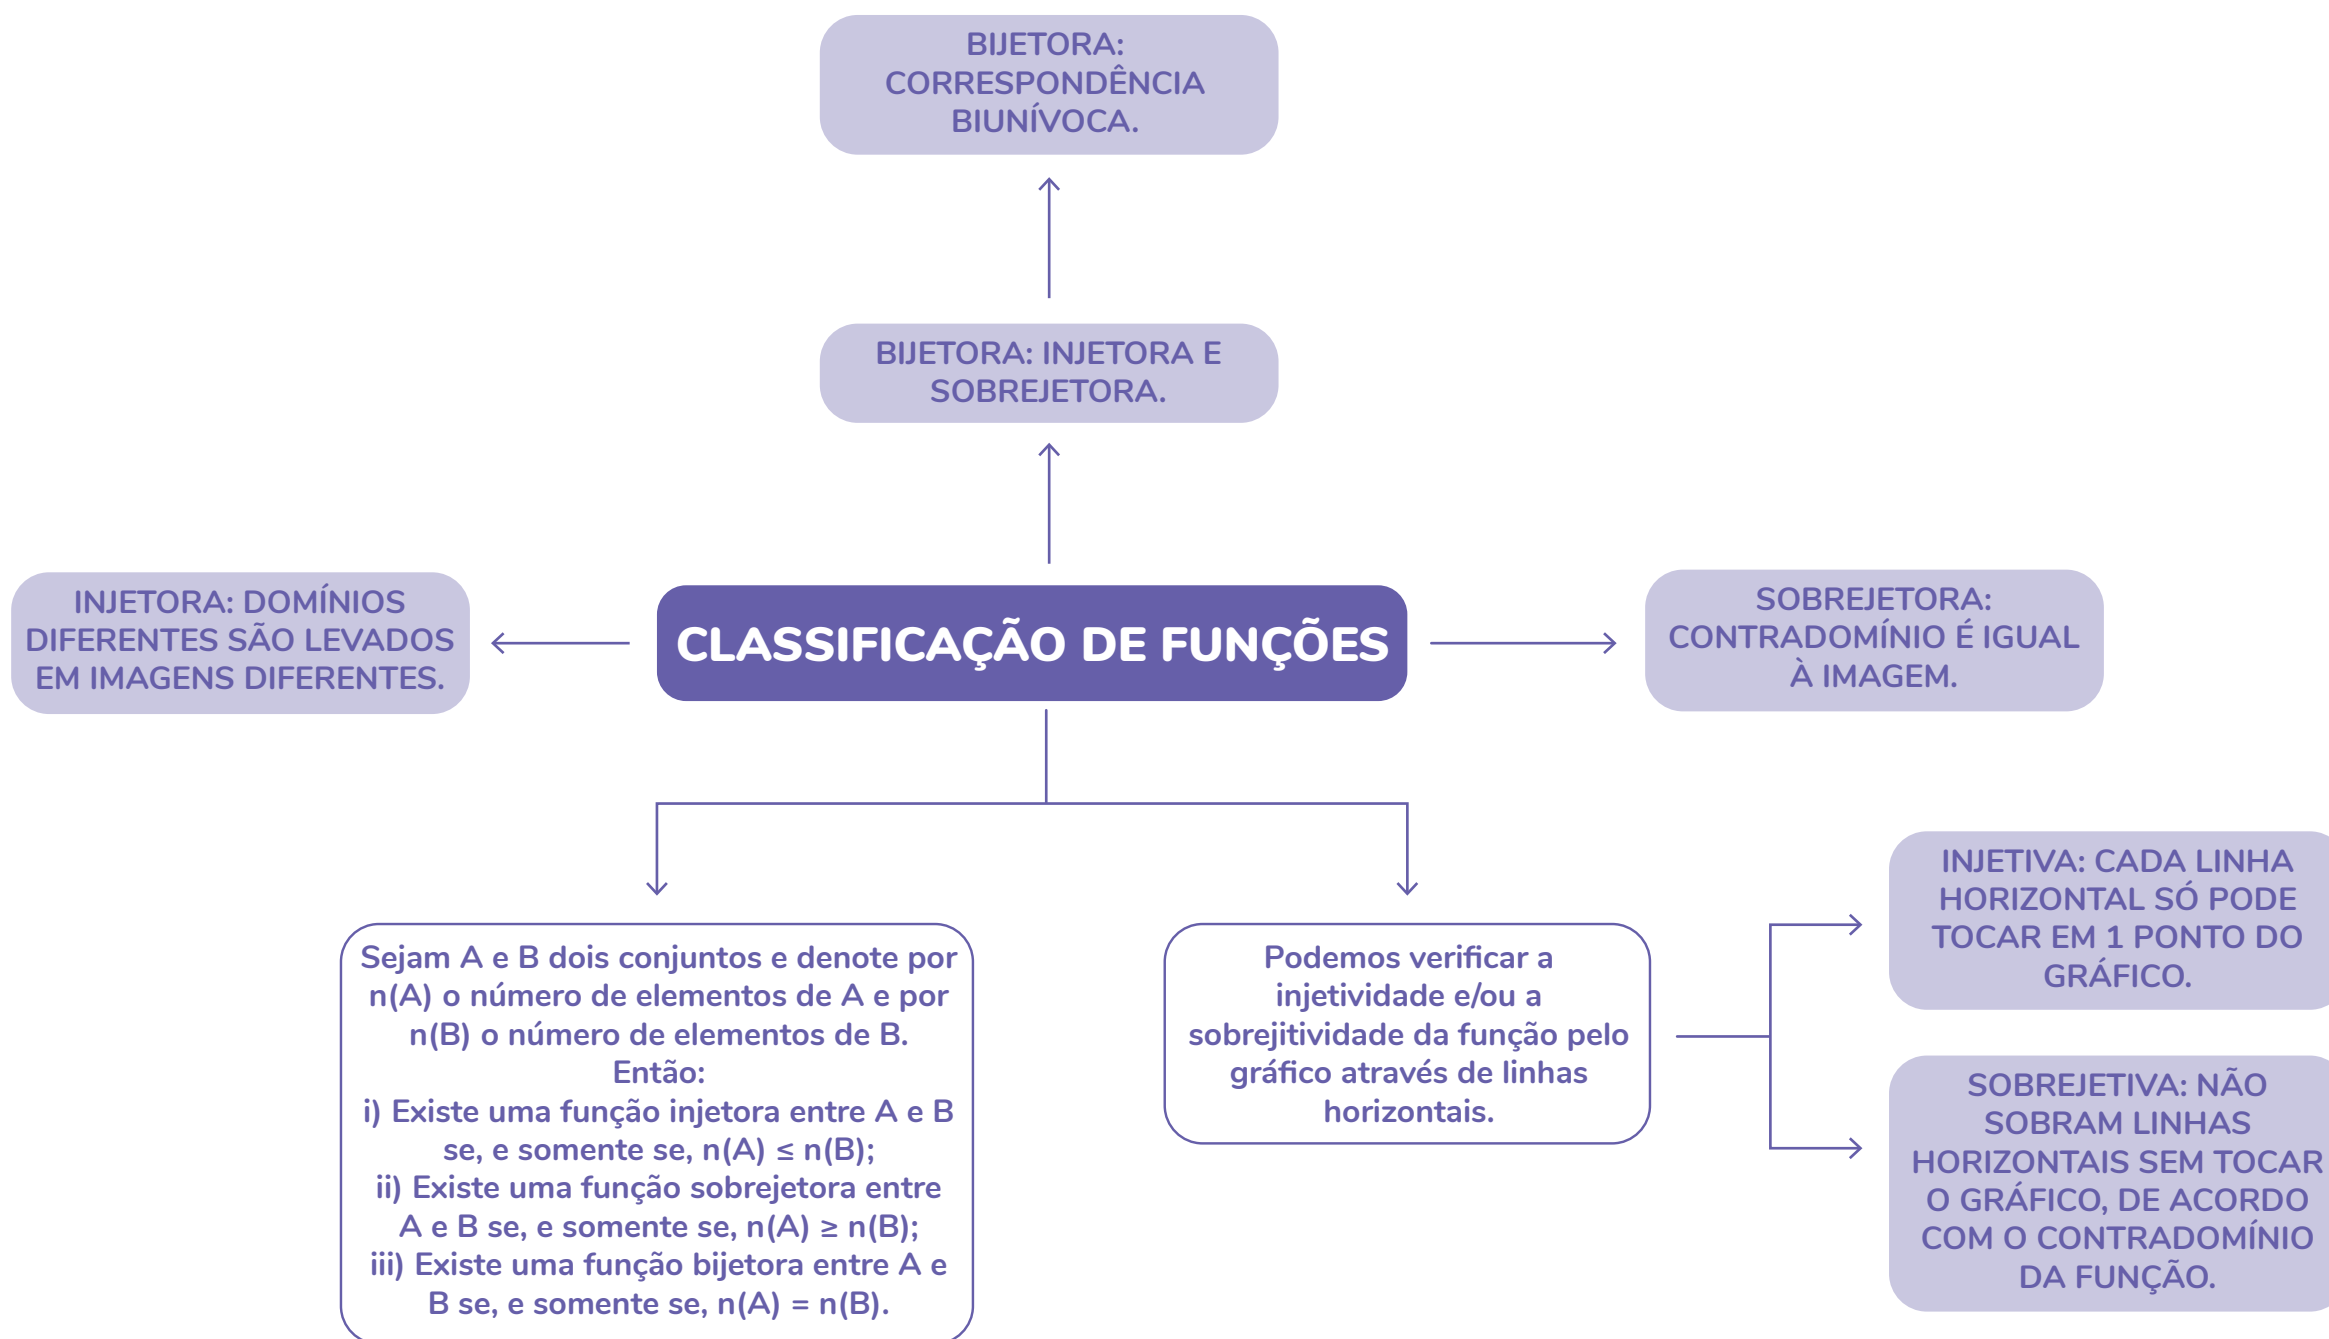 BIJETORA:
CORRESPONDÊNCIA
BIUNÍVOCA.
BIJETORA: INJETORA E
SOBREJETORA.
INJETORA: DOMÍNIOS
DIFERENTES SÃO LEVADOS
EM IMAGENS DIFERENTES.
CLASSIFICAÇÃO DE FUNÇÕES
SOBREJETORA:
CONTRADOMÍNIO É IGUAL
À IMAGEM.
Sejam A e B dois conjuntos e denote por
n(A) o número de elementos de A e por
n(B) o número de elementos de B.
Então:
i) Existe uma função injetora entre A e B
se, e somente se, n(A) ≤ n(B);
ii) Existe uma função sobrejetora entre
A e B se, e somente se, n(A) ≥ n(B);
iii) Existe uma função bijetora entre A e
B se, e somente se, n(A) = n(B).
Podemos verificar a
injetividade e/ou a
sobrejitividade da função pelo
gráfico através de linhas
horizontais.
INJETIVA: CADA LINHA
HORIZONTAL SÓ PODE
TOCAR EM 1 PONTO DO
GRÁFICO.
SOBREJETIVA: NÃO
SOBRAM LINHAS
HORIZONTAIS SEM TOCAR
O GRÁFICO, DE ACORDO
COM O CONTRADOMÍNIO
DA FUNÇÃO.